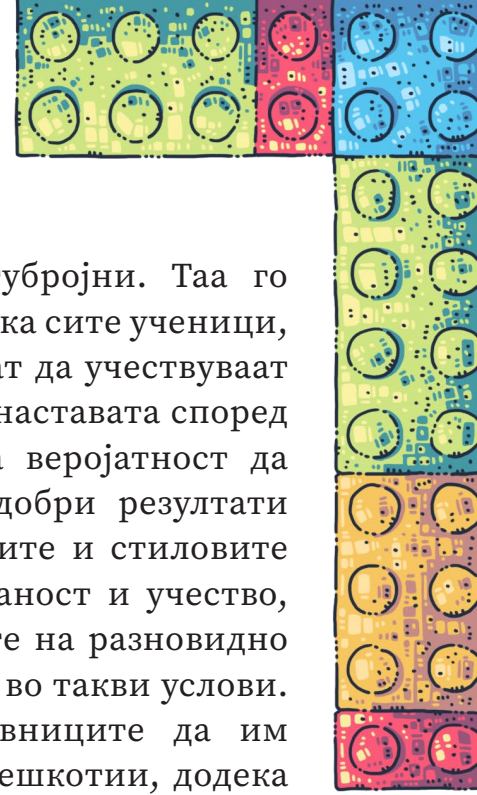 убројни. Таа го
ка сите ученици,
ат да учествуваат
наставата според
а веројатност да
добри резултати
ите и стиловите
аност и учество,
те на разновидно
во такви услови.
вниците да им
ешкотии, додека